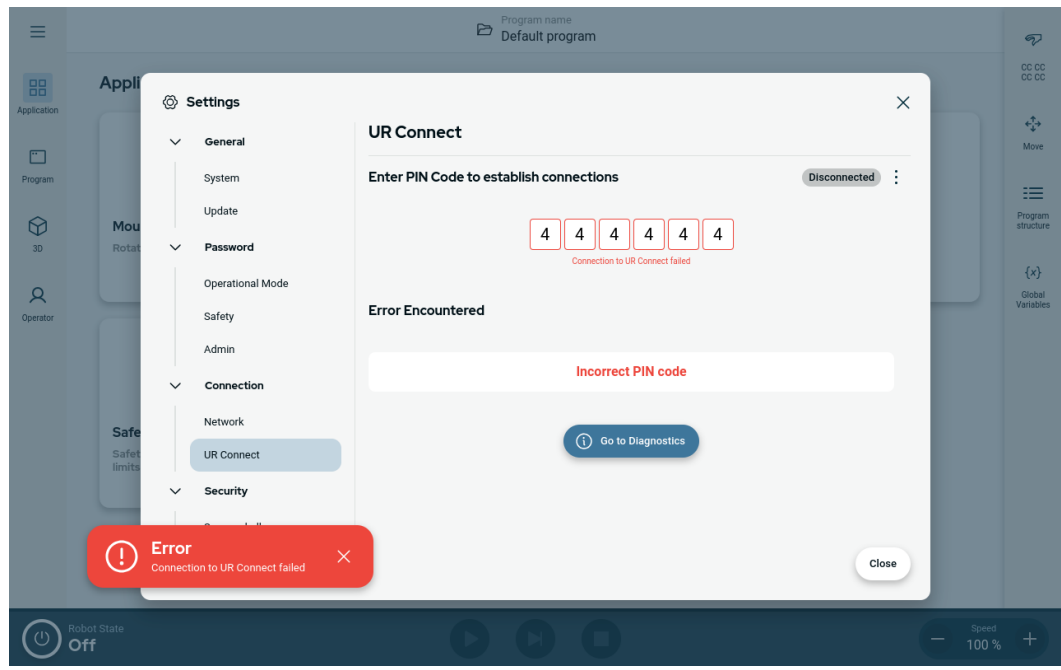 Program name
Default program
Appli
Application
Program
3D
Operator
Mou
Rotat
Safe
Safet
limits
Settings
General
System
Update
Password
Operational Mode
Safety
Admin
Connection
Network
UR Connect
Security
UR Connect
Enter PIN Code to establish connections
Disconnected
4 4 4 4 4 4
Connection to UR Connect failed
Error Encountered
Incorrect PIN code
Go to Diagnostics
Close
Error
Connection to UR Connect failed
CC CC
CC CC
Move
Program
structure
{x}
Global
Variables
Robot State
Off
Speed
100 %